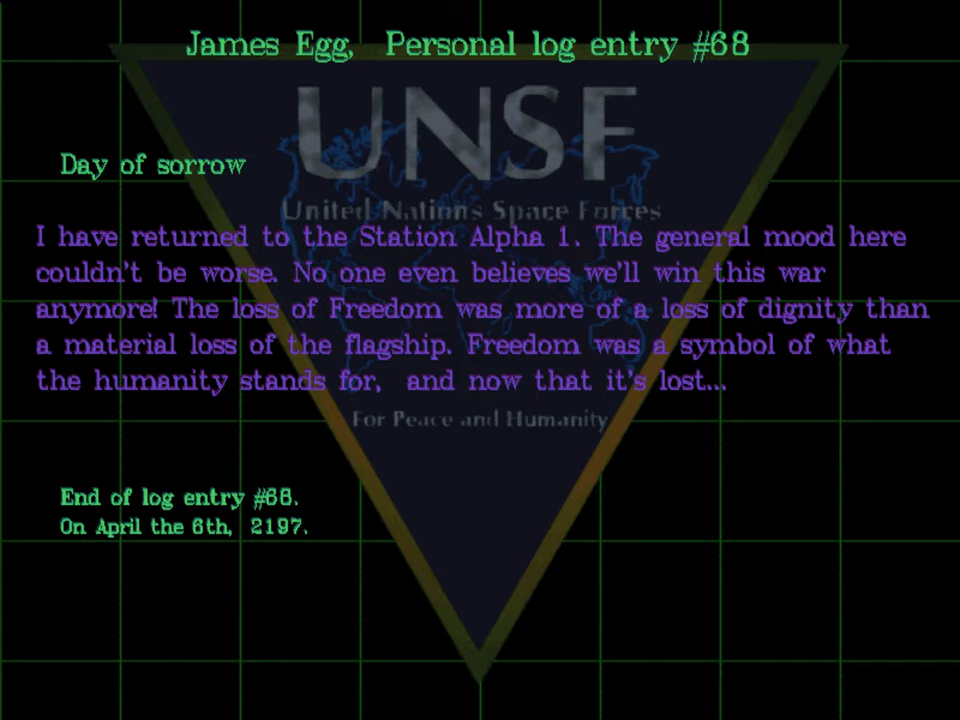 James Egg, Personal log entry #68
UNSF
Day of sorrow
United Nations Space Forces
I have returned to the Station Alpha 1. The general mood here
couldn't be worse. No one even believes we'll win this war
anymore! The loss of Freedom was more of a loss of dignity than
a material loss of the flagship. Freedom was a symbol of what
the humanity stands for, and now that it's lost...
For Peace and Humanity
End of log entry #68.
On April the 6th, 2197.